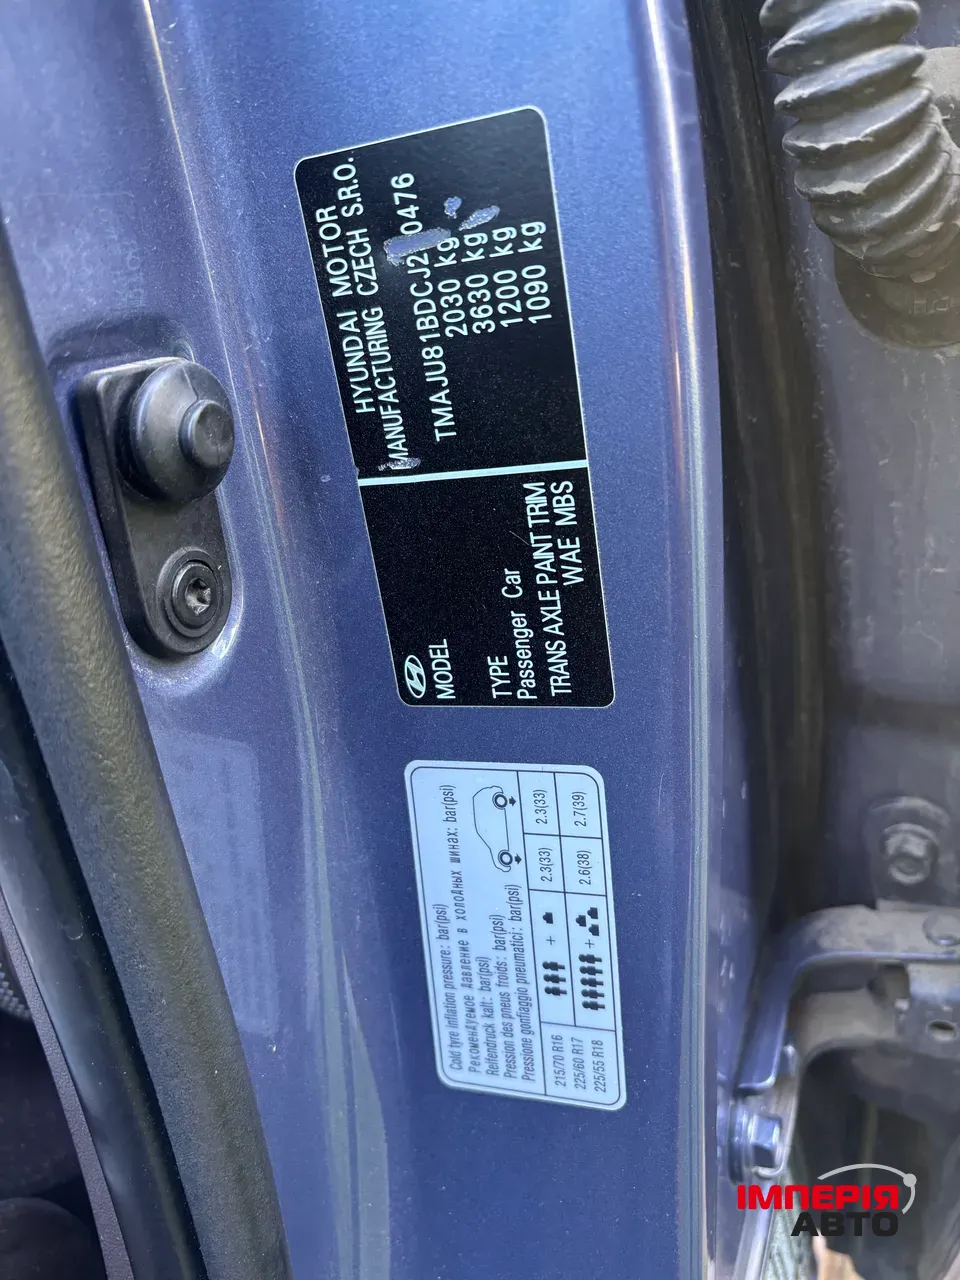 HYUNDAI MOTOR
MANUFACTURING CZECH S.R.O.
TMAJU81BDCJ2 0476
2030 kg
3630 kg
1200 kg
1090 kg
MODEL
TYPE
Passenger Car
TRANS AXLE PAINT TRIM
WAE MBS
Cold tyre inflation pressure: bar(psi)
Рекомендуемое давление в холодных шинах: bar(psi)
Reifendruck kalt: bar(psi)
Pression des pneus froids: bar(psi)
Pressione gonfiaggio pneumatici: bar(psi)
215/70 R16
225/60 R17
225/55 R18
+ 2.3(33) 2.3(33)
+ 2.6(38) 2.7(39)
ІМПЕРІЯ
АВТО